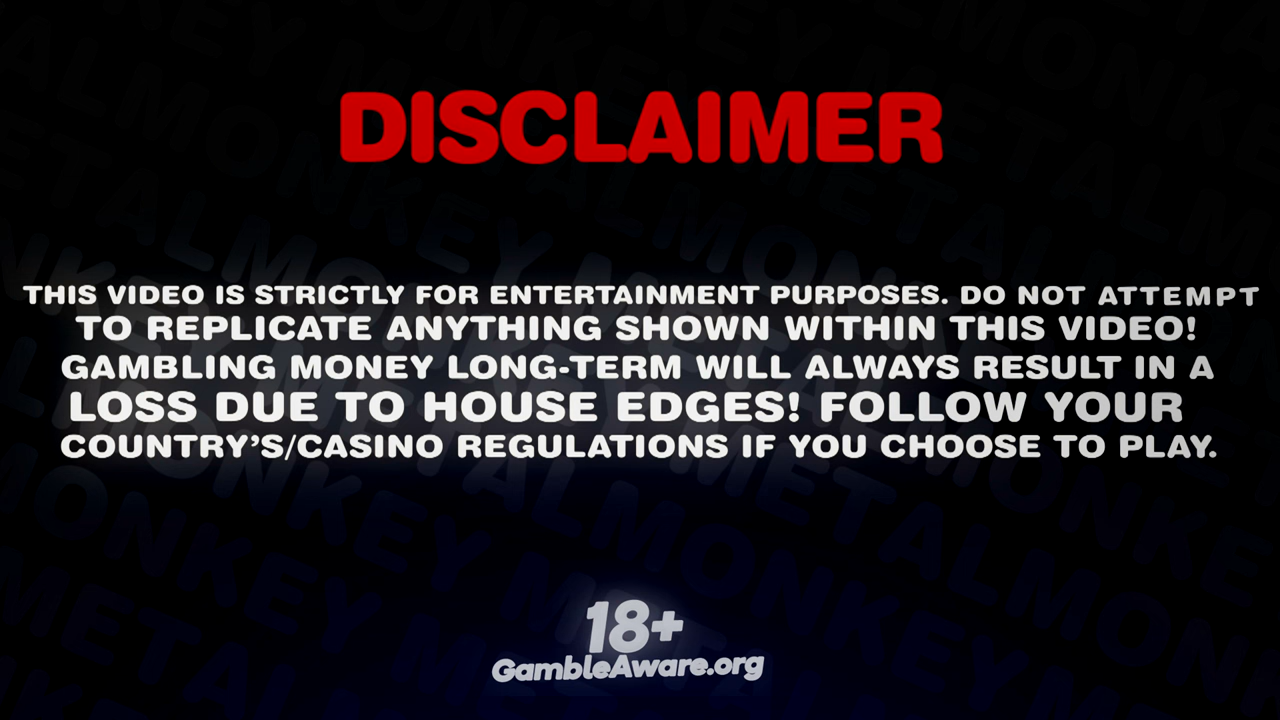 DISCLAIMER
THIS VIDEO IS STRICTLY FOR ENTERTAINMENT PURPOSES. DO NOT ATTEMPT
TO REPLICATE ANYTHING SHOWN WITHIN THIS VIDEO!
GAMBLING MONEY LONG-TERM WILL ALWAYS RESULT IN A
LOSS DUE TO HOUSE EDGES! FOLLOW YOUR
COUNTRY'S/CASINO REGULATIONS IF YOU CHOOSE TO PLAY.
18+
GambleAware.org